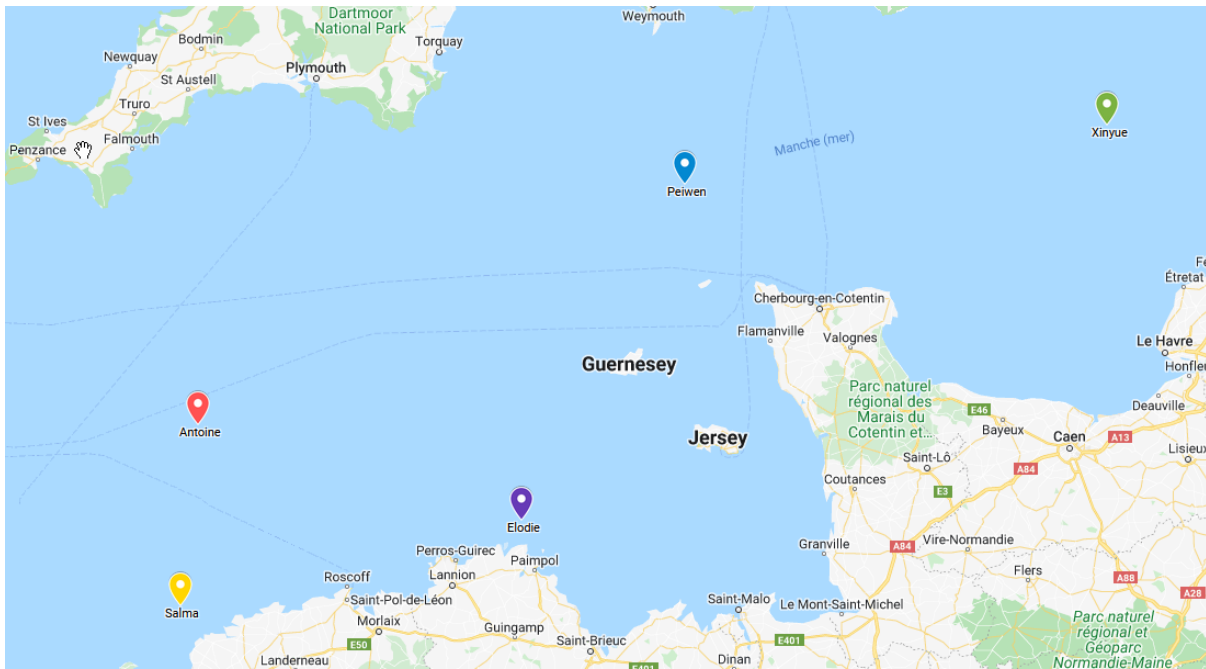 Dartmoor
National Park
Weymouth
Torquay
Bodmin
Newquay
Plymouth
St Austell
Truro
St Ives
Falmouth
Penzance
Xinyue
Manche (mer)
Peiwen
Étretat
Cherbourg-en-Cotentin
Flamanville
Valognes
Le Havre
Guernesey
Honfleu
Parc naturel
régional des
Marais du
Cotentin et...
Deauville
E46
Antoine
Jersey
Bayeux
Caen
A13
Lisieux
Saint-Lô
A84
Coutances
E3
Elodie
Granville
A84
Vire-Normandie
Perros-Guirec
Paimpol
Flers
Roscoff
Lannion
A88
A28
Salma
Saint-Pol-de-Léon
Saint-Malo
Le Mont-Saint-Michel
Morlaix
Guingamp
Parc naturel
régional et
Géoparc
Normandie-Maine
E50
Saint-Brieuc
E401
E401
Landerneau
Dinan